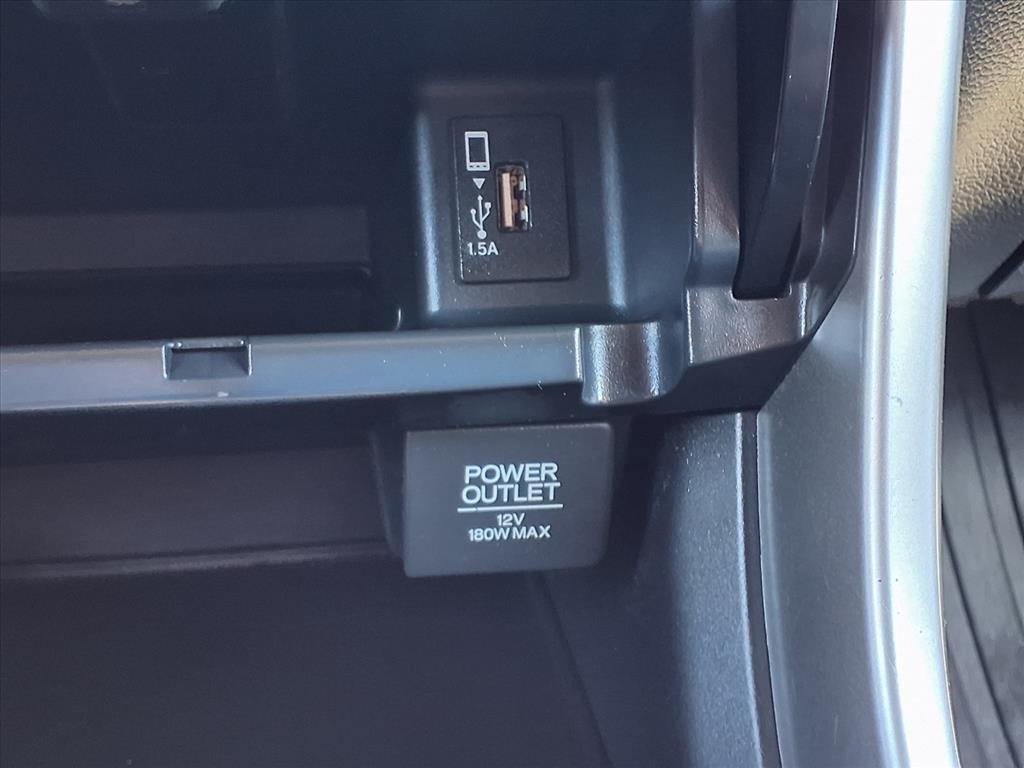 1.5A
POWER
OUTLET
12V
180W MAX